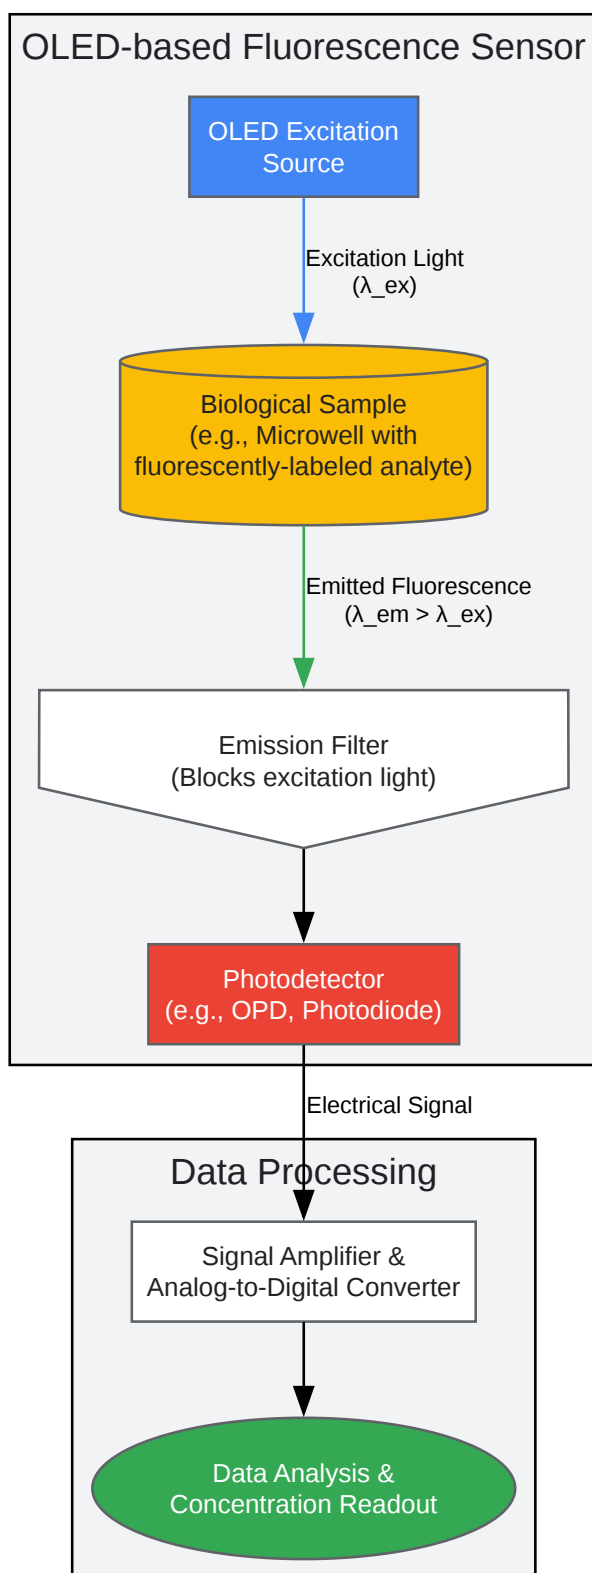 OLED-based Fluorescence Sensor
OLED Excitation
Source
Excitation Light
(λ_ex)
Biological Sample
(e.g., Microwell with
fluorescently-labeled analyte)
Emitted Fluorescence
(λ_em > λ_ex)
Emission Filter
(Blocks excitation light)
Photodetector
(e.g., OPD, Photodiode)
Electrical Signal
Data Processing
Signal Amplifier &
Analog-to-Digital Converter
Data Analysis &
Concentration Readout